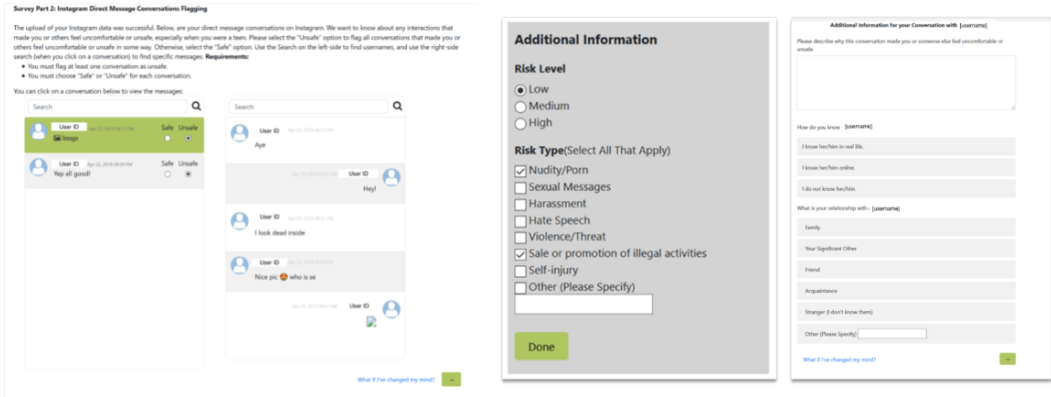 Survey Part 2: Instagram Direct Message Conversations Flagging
The upload of your Instagram data was successful. Below, are your direct message conversations on Instagram. We want to know about any interactions that
made you or others feel uncomfortable or unsafe, especially when you were a teen. Please select the "Unsafe" option to flag all conversations that made you or
others feel uncomfortable or unsafe in some way. Otherwise, select the "Safe" option. Use the Search on the left-side to find usernames, and use the right-side
search (when you click on a conversation) to find specific messages. Requirements:
• You must flag at least one conversation as unsafe.
• You must choose "Safe" or "Unsafe" for each conversation.
You can click on a conversation below to view the messages:
Search
User ID
Safe Unsafe
Image
User ID
Safe Unsafe
Yep all good!
Search
User ID
Aye
User ID
Hey!
User ID
I look dead inside
User ID
Nice pic 😍 who is se
User ID
What if I've changed my mind?
Additional Information
Risk Level
Low
Medium
High
Risk Type(Select All That Apply)
Nudity/Porn
Sexual Messages
Harassment
Hate Speech
Violence/Threat
Sale or promotion of illegal activities
Self-injury
Other (Please Specify)
Done
Additional Information for your Conversation with [username]
Please describe why this conversation made you or someone else feel uncomfortable or
unsafe.
How do you know [username]
I know her/him in real life.
I know her/him online.
I do not know her/him.
What is your relationship with [username]
Family
Your Significant Other
Friend
Acquaintance
Stranger (I don't know them)
Other (Please Specify)
What if I've changed my mind?